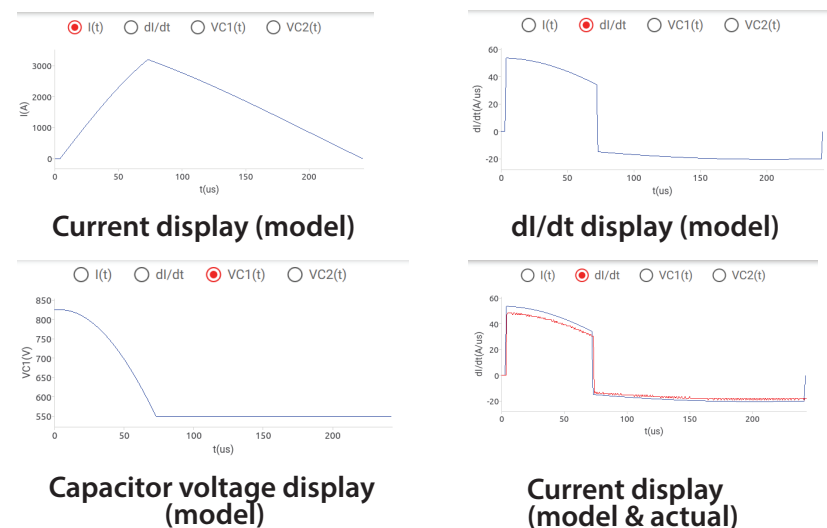 I(t) dI/dt VC1(t) VC2(t)
3000
2000
1000
0
I(A)
0 50 100 150 200
t(us)
Current display (model)
I(t) dI/dt VC1(t) VC2(t)
60
40
20
0
-20
dI/dt(A/us)
0 50 100 150 200
t(us)
dI/dt display (model)
I(t) dI/dt VC1(t) VC2(t)
850
800
750
700
650
600
550
VC1(V)
0 50 100 150 200
t(us)
Capacitor voltage display
(model)
I(t) dI/dt VC1(t) VC2(t)
60
40
20
0
-20
dI/dt(A/us)
0 50 100 150 200
t(us)
Current display
(model & actual)